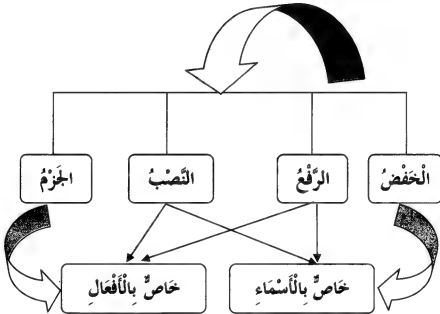 الْخَفْضُ
الرَّفْعُ
النَّصْبُ
الجَزْمُ
خَاصٌّ بِالْأَسْمَاءِ
خَاصٌّ بِالْأَفْعَالِ